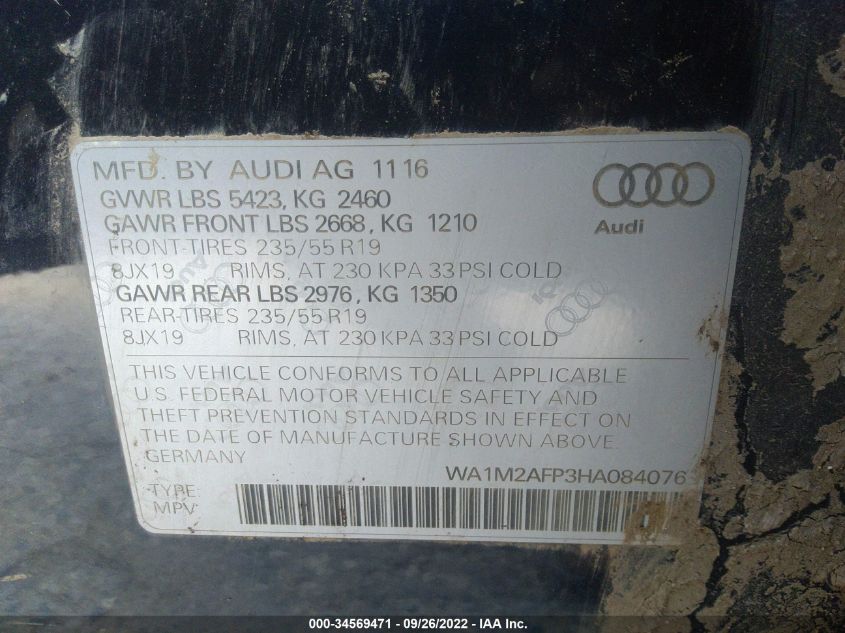 MFD. BY AUDI AG 11 16
GVWR LBS 5423, KG 2460
GAWR FRONT LBS 2668, KG 1210
FRONT-TIRES 235/55 R19
8JX19 RIMS, AT 230 KPA 33 PSI COLD
GAWR REAR LBS 2976, KG 1350
REAR-TIRES 235/55 R19
8JX19 RIMS, AT 230 KPA 33 PSI COLD
Audi
THIS VEHICLE CONFORMS TO ALL APPLICABLE
U.S. FEDERAL MOTOR VEHICLE SAFETY AND
THEFT PREVENTION STANDARDS IN EFFECT ON
THE DATE OF MANUFACTURE SHOWN ABOVE.
GERMANY
WA1M2AFP3HA084076
TYPE:
MPV
000-34569471 - 09/26/2022 - IAA Inc.